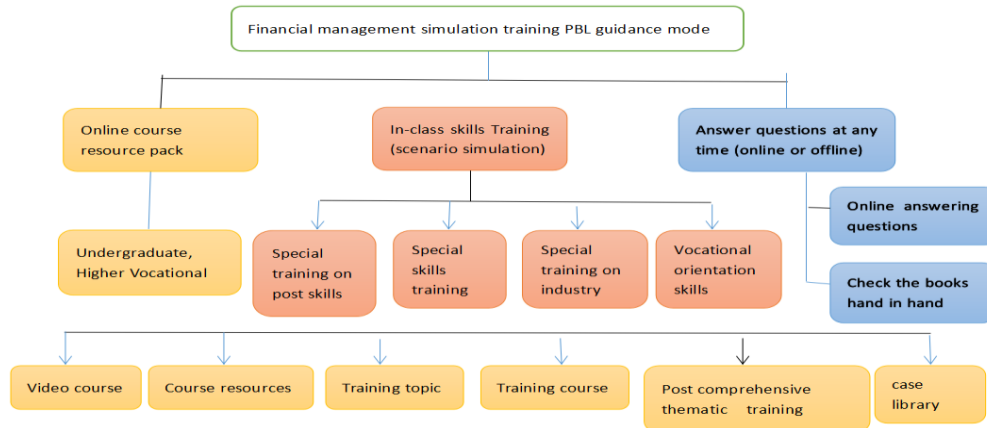 Financial management simulation training PBL guidance mode
Online course
resource pack
In-class skills Training
(scenario simulation)
Answer questions at any
time (online or offline)
Undergraduate,
Higher Vocational
Special
training on
post skills
Special
skills
training
Special
training on
industry
Vocational
orientation
skills
Online answering
questions
Check the books
hand in hand
Video course
Course resources
Training topic
Training course
Post comprehensive
thematic training
case
library